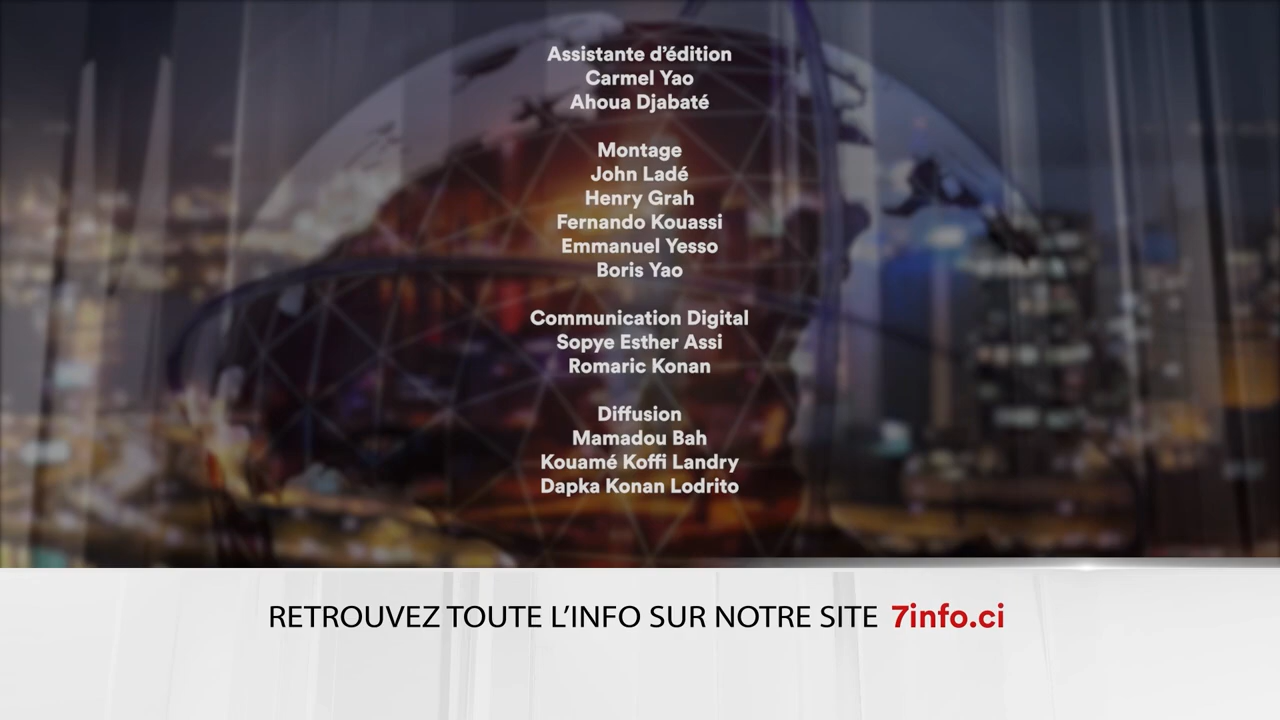 Assistante d'édition
Carmel Yao
Ahoua Djabaté
Montage
John Ladé
Henry Grah
Fernando Kouassi
Emmanuel Yesso
Boris Yao
Communication Digital
Sopye Esther Assi
Romaric Konan
Diffusion
Mamadou Bah
Kouamé Koffi Landry
Dapka Konan Lodrito
RETROUVEZ TOUTE L'INFO SUR NOTRE SITE 7info.ci